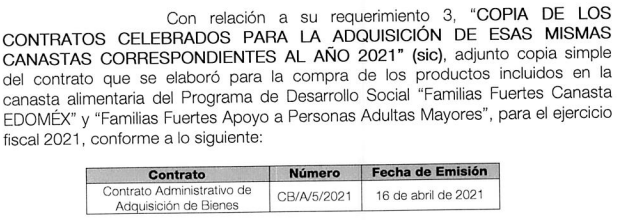 Con relación a su requerimiento 3, "COPIA DE LOS
CONTRATOS CELEBRADOS PARA LA ADQUISICIÓN DE ESAS MISMAS
CANASTAS CORRESPONDIENTES AL AÑO 2021" (sic), adjunto copia simple
del contrato que se elaboró para la compra de los productos incluidos en la
canasta alimentaria del Programa de Desarrollo Social "Familias Fuertes Canasta
EDOMÉX" y "Familias Fuertes Apoyo a Personas Adultas Mayores", para el ejercicio
fiscal 2021, conforme a lo siguiente:
Contrato Número Fecha de Emisión
Contrato Administrativo de
Adquisición de Bienes CB/A/5/2021 16 de abril de 2021